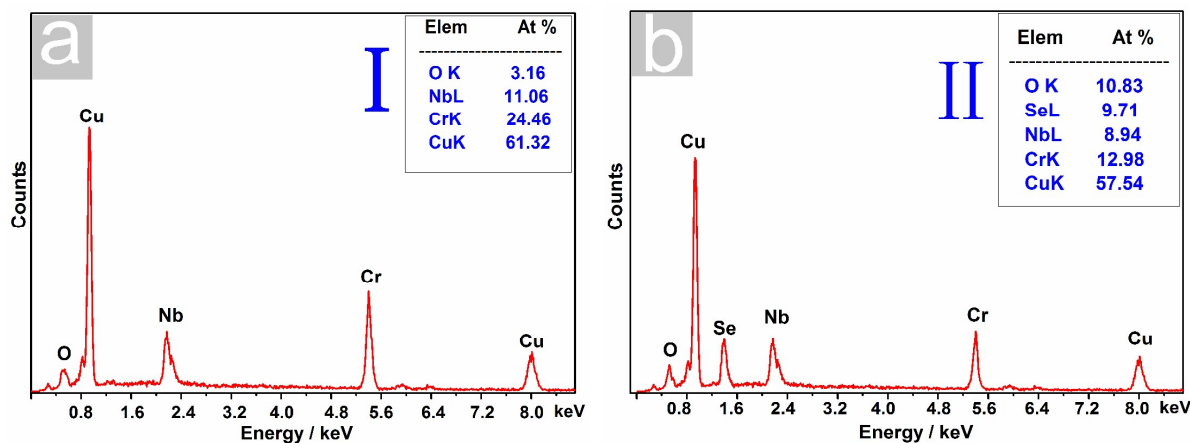 a
I
Elem At %
--------------------------
O K 3.16
NbL 11.06
CrK 24.46
CuK 61.32
Cu
O
Nb
Cr
Cu
Counts
0.8 1.6 2.4 3.2 4.0 5.6 6.4 7.2 8.0 keV
Energy / keV
b
II
Elem At %
--------------------------
O K 10.83
SeL 9.71
NbL 8.94
CrK 12.98
CuK 57.54
Cu
O
Se
Nb
Cr
Cu
Counts
0.8 1.6 2.4 3.2 4.0 4.8 5.6 6.4 7.2 8.0 keV
Energy / keV